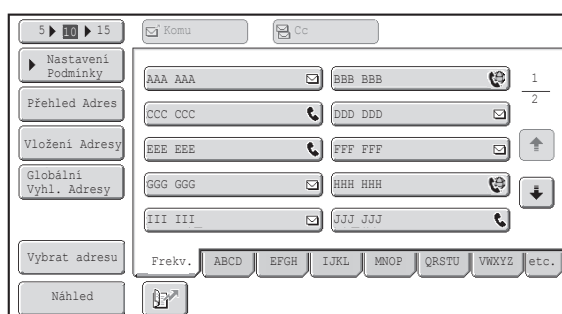 5 10 15
Komu
Cc
Nastavení
Podmínky
Přehled Adres
Vložení Adresy
Globální
Vyhl. Adresy
Vybrat adresu
Náhled
AAA AAA
BBB BBB
1
2
CCC CCC
DDD DDD
EEE EEE
FFF FFF
GGG GGG
HHH HHH
III III
JJJ JJJ
Frekv.
ABCD
EFGH
IJKL
MNOP
QRSTU
VWXYZ
etc.